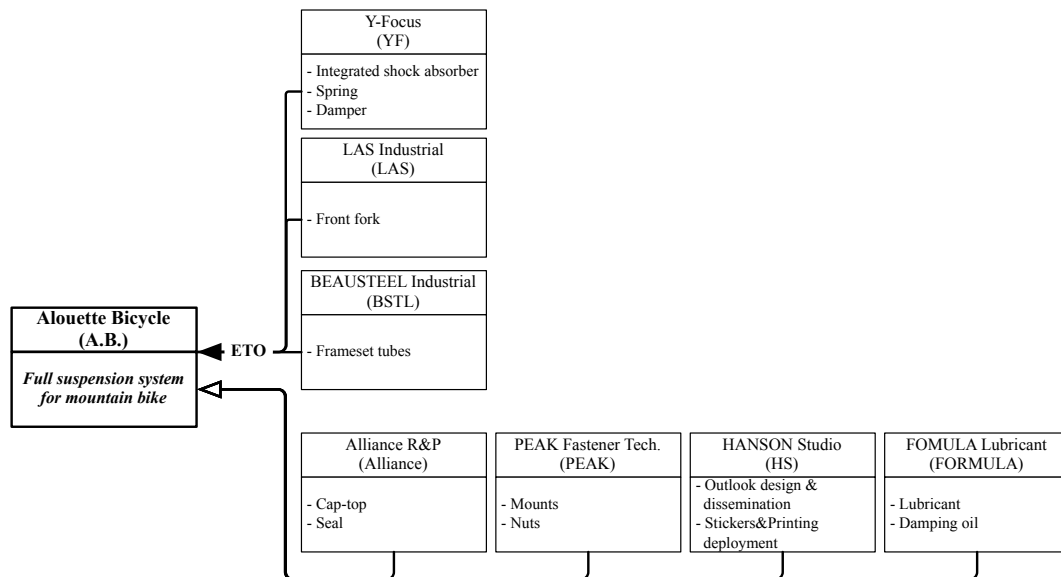 Y-Focus
(YF)
- Integrated shock absorber
- Spring
- Damper
LAS Industrial
(LAS)
- Front fork
BEAUSTEEL Industrial
(BSTL)
- Frameset tubes
Alouette Bicycle
(A.B.)
Full suspension system
for mountain bike
ETO
Alliance R&P
(Alliance)
- Cap-top
- Seal
PEAK Fastener Tech.
(PEAK)
- Mounts
- Nuts
HANSON Studio
(HS)
- Outlook design &
dissemination
- Stickers&Printing
deployment
FOMULA Lubricant
(FORMULA)
- Lubricant
- Damping oil